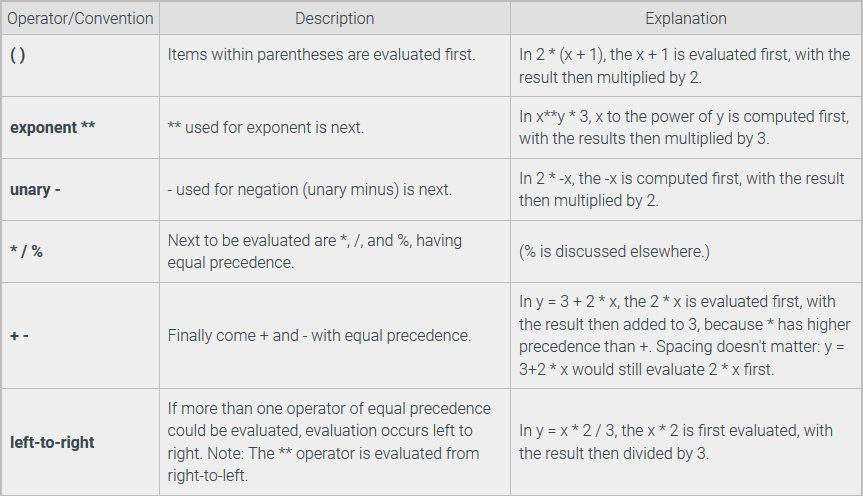 Operator/Convention Description Explanation
( ) Items within parentheses are evaluated first. In 2 * (x + 1), the x + 1 is evaluated first, with the
result then multiplied by 2.
exponent ** ** used for exponent is next. In x**y * 3, x to the power of y is computed first,
with the results then multiplied by 3.
unary - - used for negation (unary minus) is next. In 2 * -x, the -x is computed first, with the result
then multiplied by 2.
* / % Next to be evaluated are *, /, and %, having
equal precedence.
(% is discussed elsewhere.)
+ - Finally come + and - with equal precedence. In y = 3 + 2 * x, the 2 * x is evaluated first, with
the result then added to 3, because * has higher
precedence than +. Spacing doesn't matter: y =
3+2 * x would still evaluate 2 * x first.
left-to-right If more than one operator of equal precedence
could be evaluated, evaluation occurs left to
right. Note: The ** operator is evaluated from
right-to-left.
In y = x * 2 / 3, the x * 2 is first evaluated, with
the result then divided by 3.